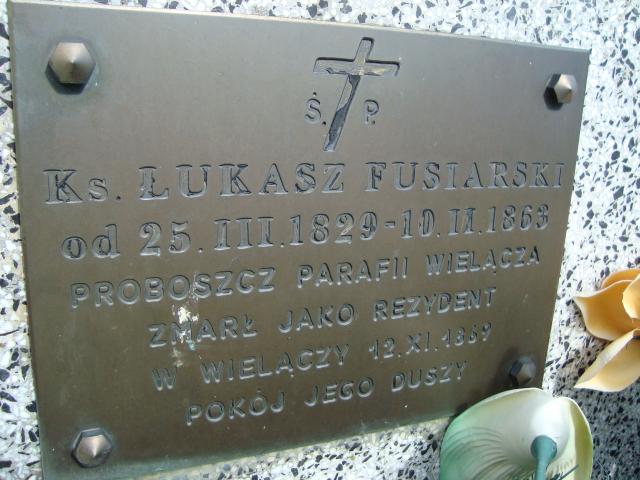 Ś. P.
Ks. ŁUKASZ FUSIARSKI
od 25.III.1829-10.II.1863
PROBOSZCZ PARAFII WIELĄCZA
ZMARŁ JAKO REZYDENT
W WIELĄCZY 12.XI.1869
POKÓJ JEGO DUSZY